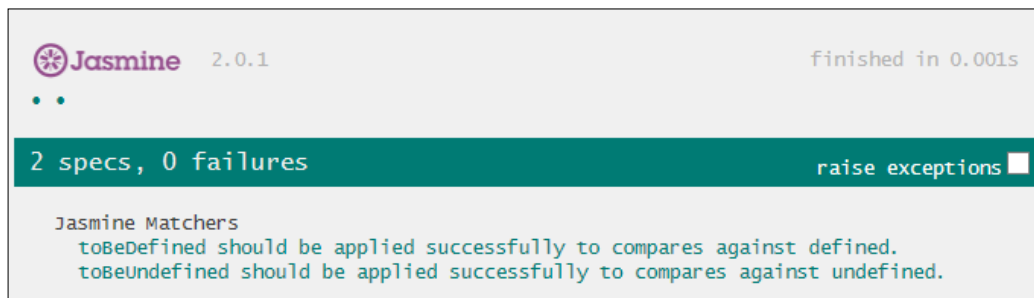 Jasmine 2.0.1 finished in 0.001s
2 specs, 0 failures raise exceptions
Jasmine Matchers
toBeDefined should be applied successfully to compares against defined.
toBeUndefined should be applied successfully to compares against undefined.